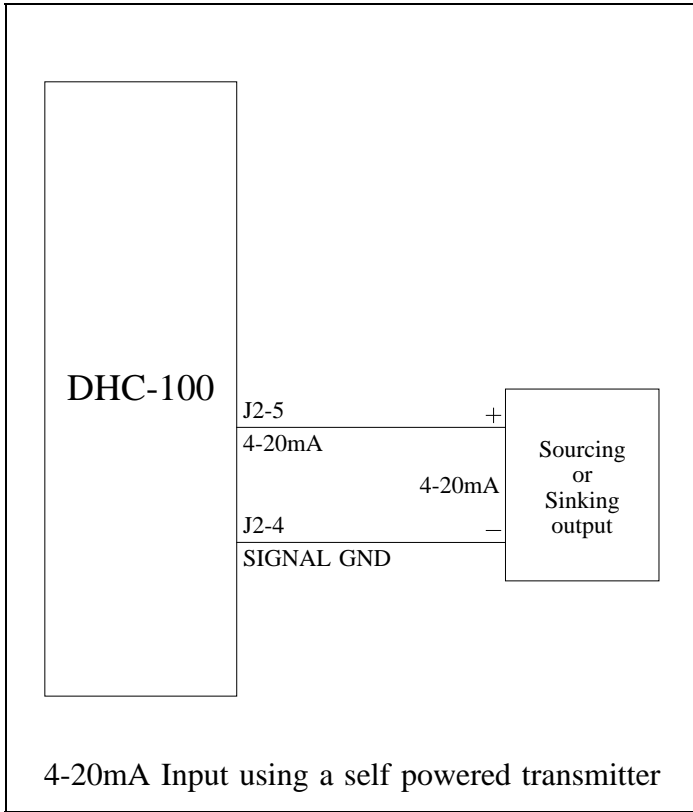 DHC-100
J2-5
4-20mA
+
4-20mA
−
J2-4
SIGNAL GND
Sourcing
or
Sinking
output
4-20mA Input using a self powered transmitter